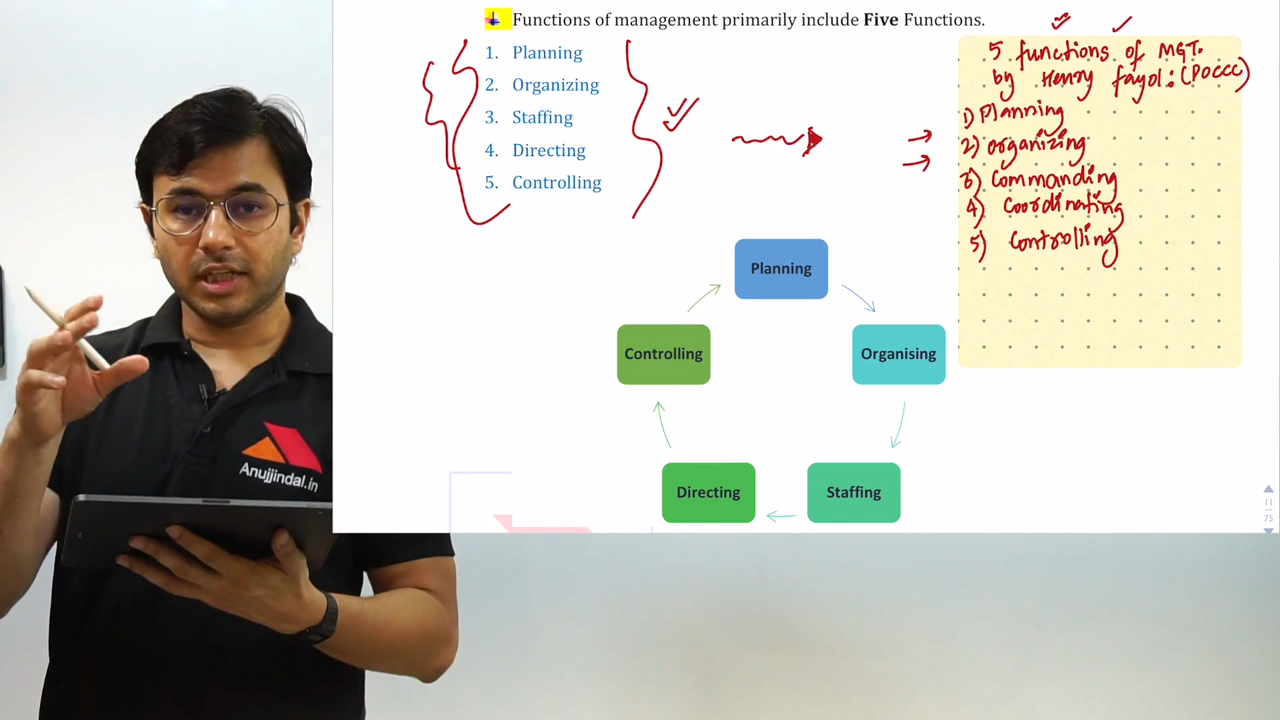 Functions of management primarily include Five Functions.
1. Planning
2. Organizing
3. Staffing
4. Directing
5. Controlling
5 functions of MGT.
by Henry fayol: (POCCC)
1) Planning
2) organizing
3) Commanding
4) Coordinating
5) Controlling
Planning
Controlling
Organising
Directing
Staffing
Anujjindal.in
11
75